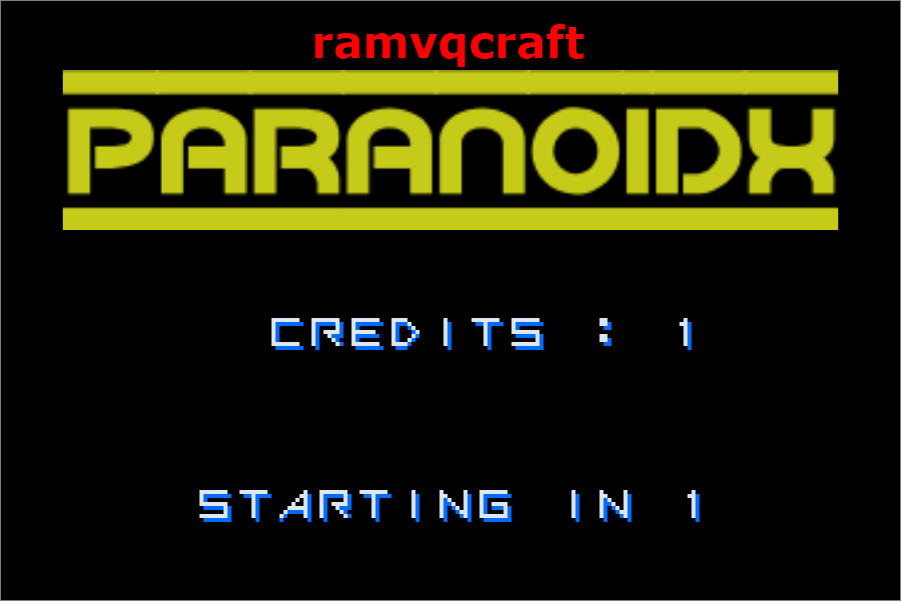 ramvqcraft
PARANOIDX
CREDITS : 1
STARTING IN 1